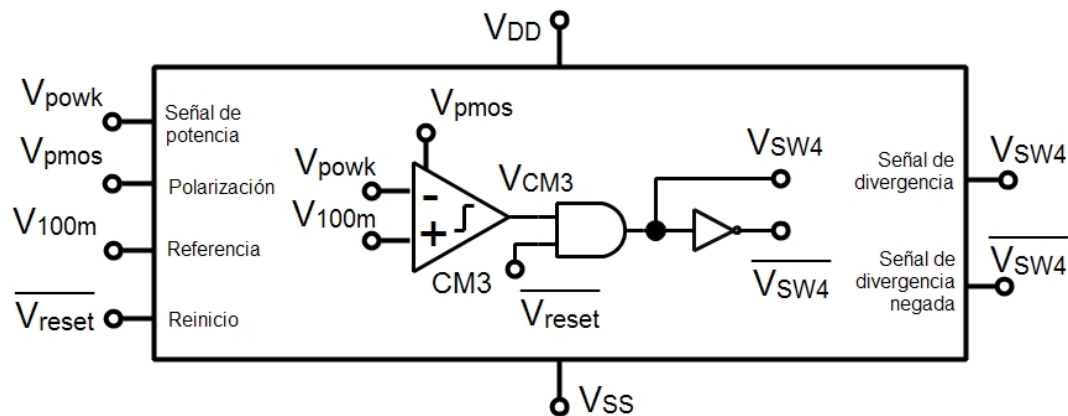 VDD
Vpowk
Señal de
potencia
Vpmos
Polarización
V100m
Referencia
Vreset
Reinicio
Vpmos
Vpowk
-
V100m
+
CM3
VCM3
Vreset
VSW4
VSW4
Señal de
divergencia
VSW4
Señal de
divergencia
negada
VSW4
VSS